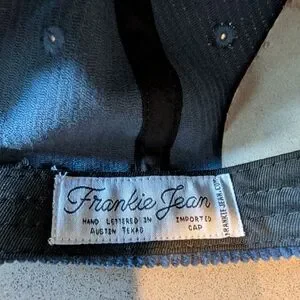 Frankie Jean
HAND LETTERED IN
AUSTIN TEXAS
IMPORTED
CAP
FRANKIEJEAN.COM